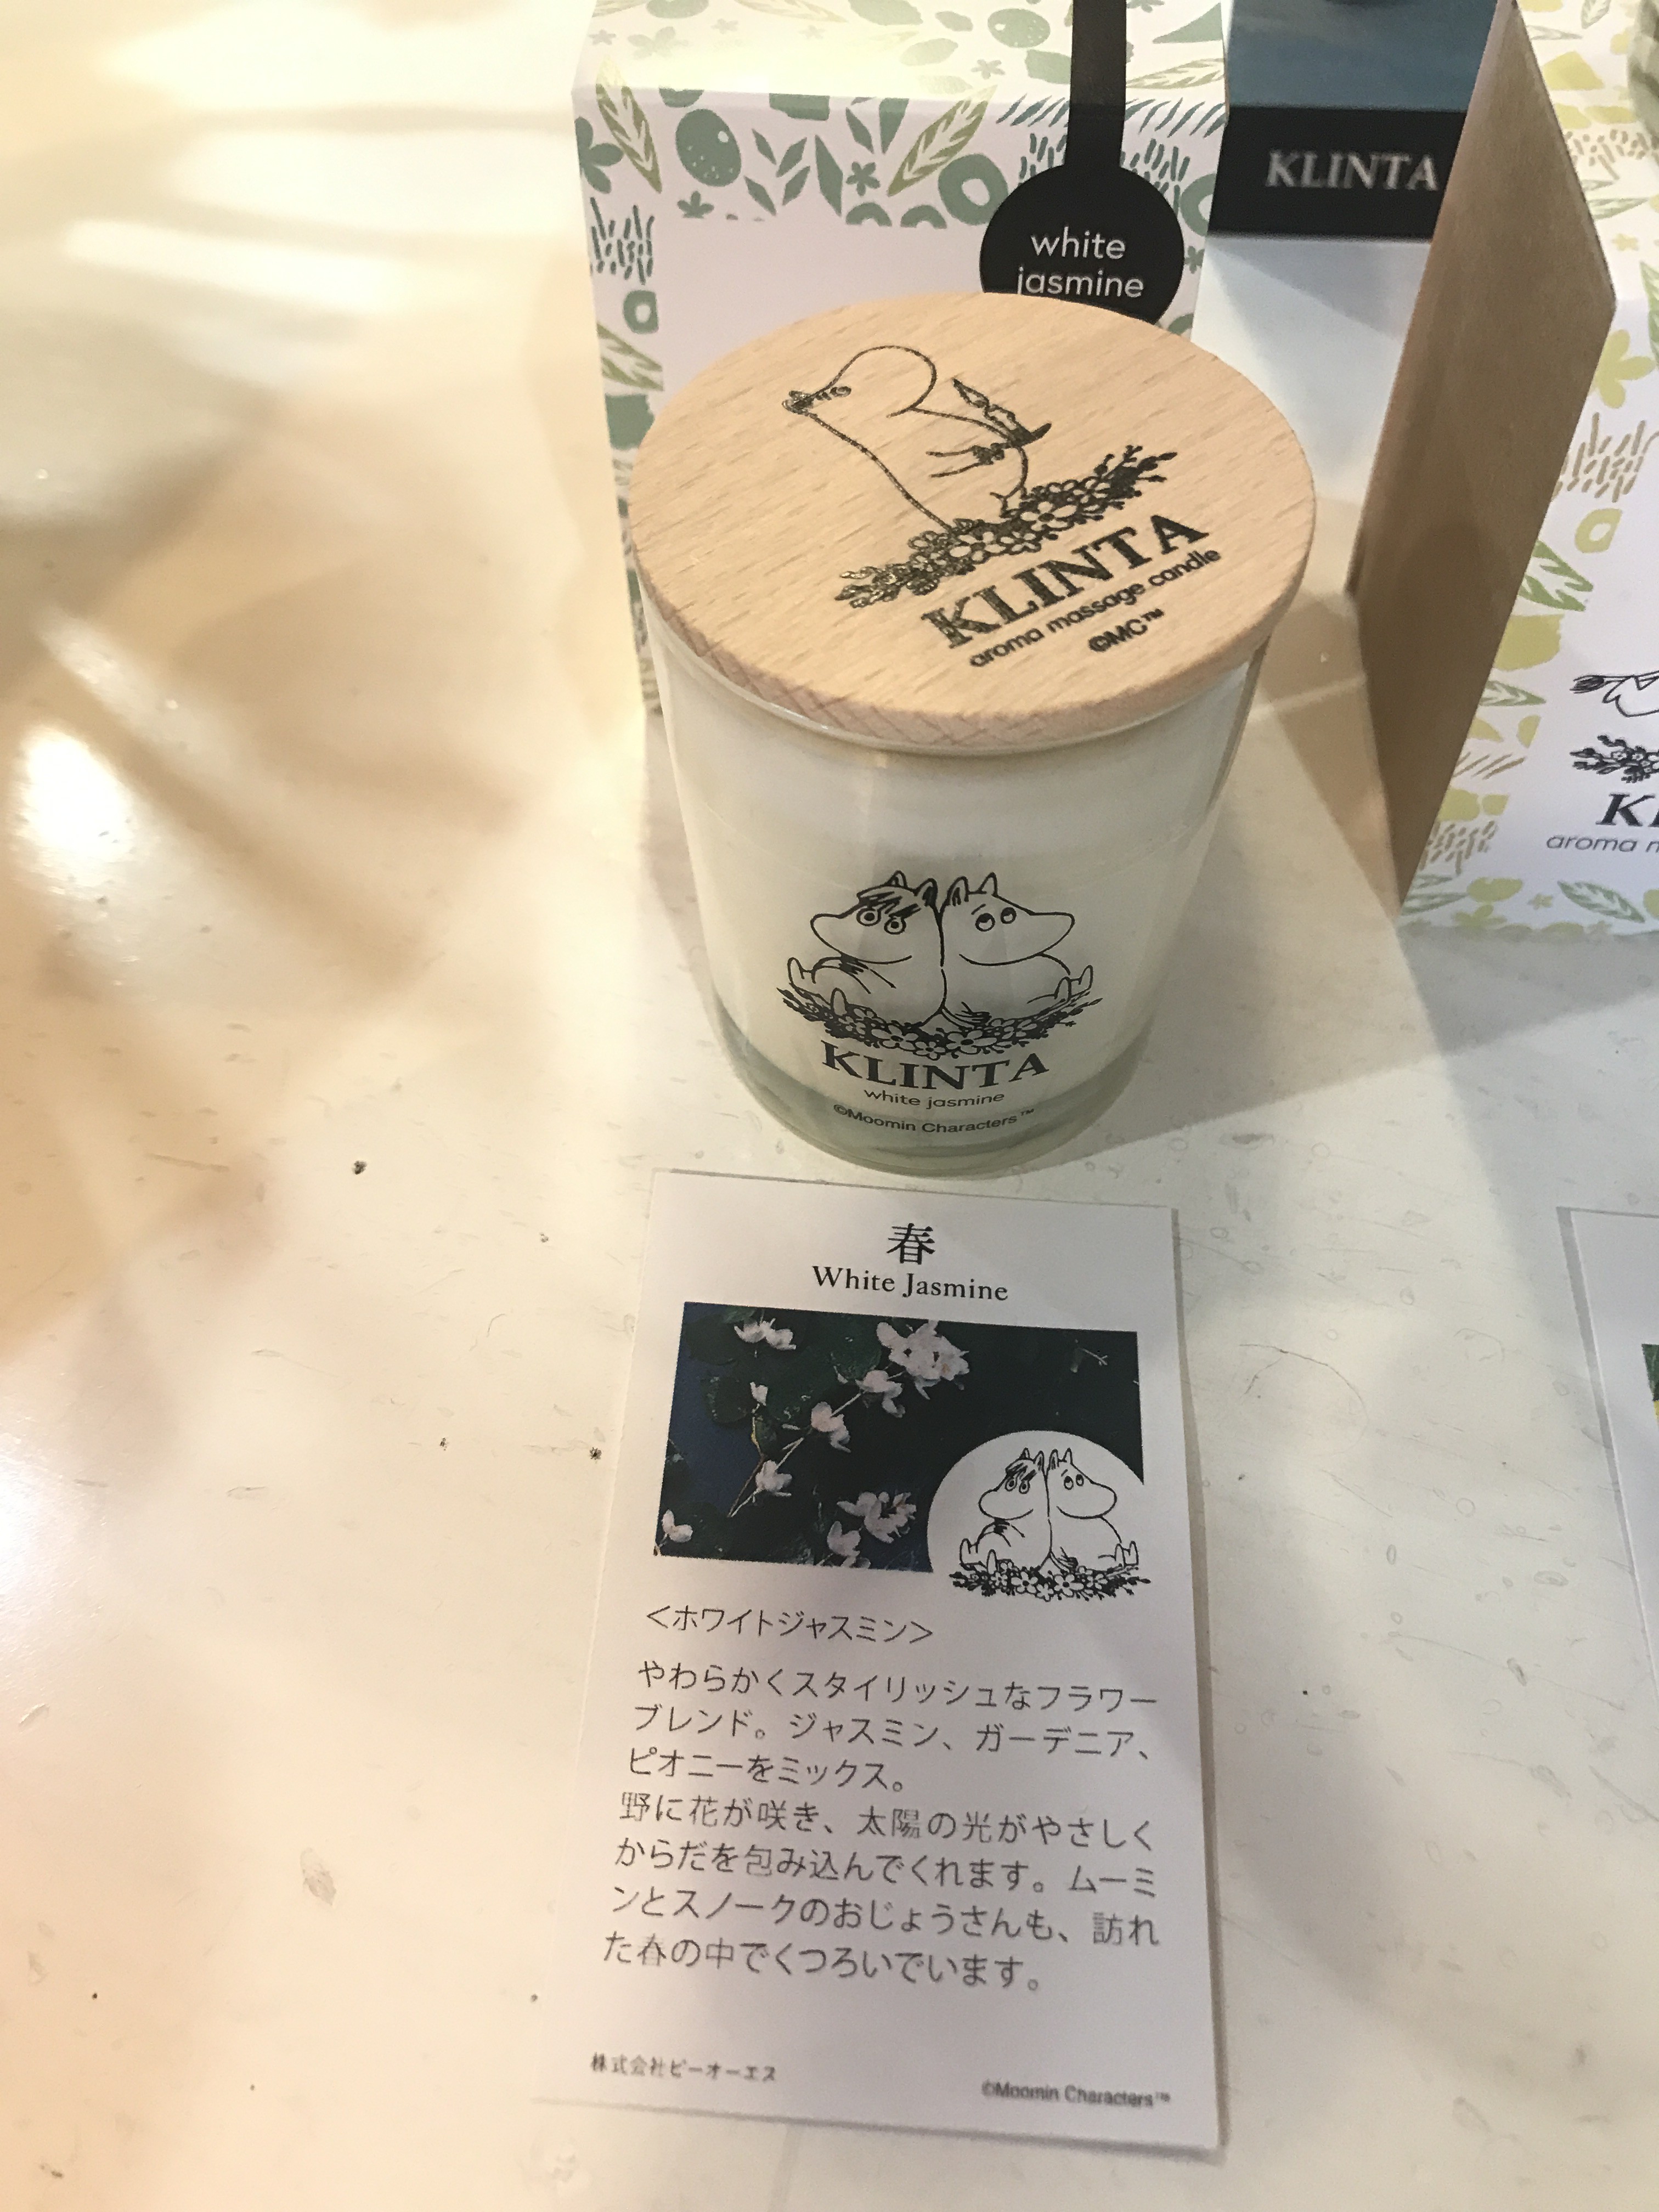 KLINTA
white
jasmine
KLINTA
aroma massage candle
©MC™
KLINTA
white jasmine
©Moomin Characters™
春
White Jasmine
<ホワイトジャスミン>
やわらかくスタイリッシュなフラワー
ブレンド。ジャスミン、ガーデニア、
ピオニーをミックス。
野に花が咲き、太陽の光がやさしく
からだを包み込んでくれます。ムーミ
ンとスノークのおじょうさんも、訪れ
た春の中でくつろいでいます。
株式会社ピーオーエス
©Moomin Characters™
aroma